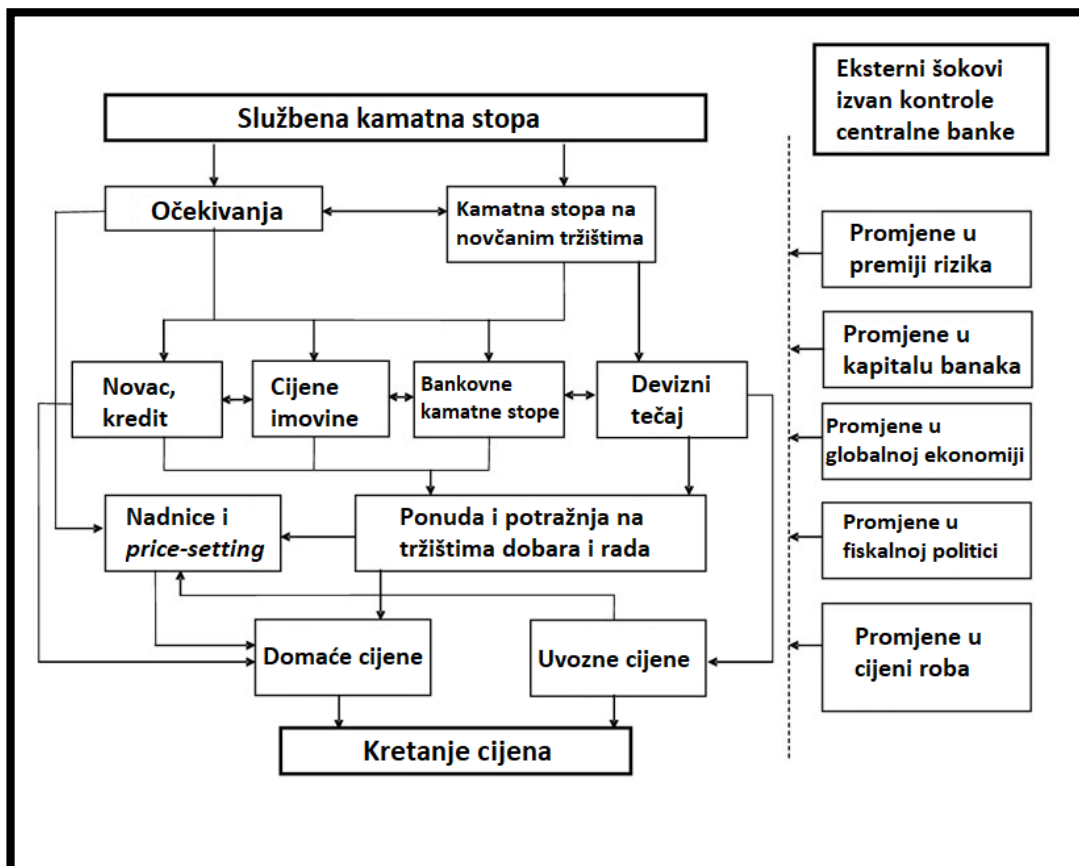 Službena kamatna stopa
Eksterni šokovi
izvan kontrole
centralne banke
Očekivanja
Kamatna stopa na
novčanim tržištima
Promjene u
premiji rizika
Novac,
kredit
Cijene
imovine
Bankovne
kamatne stope
Devizni
tečaj
Promjene u
kapitalu banaka
Promjene u
globalnoj ekonomiji
Nadnice i
price-setting
Ponuda i potražnja na
tržištima dobara i rada
Promjene u
fiskalnoj politici
Domaće cijene
Uvozne cijene
Promjene u
cijeni roba
Kretanje cijena